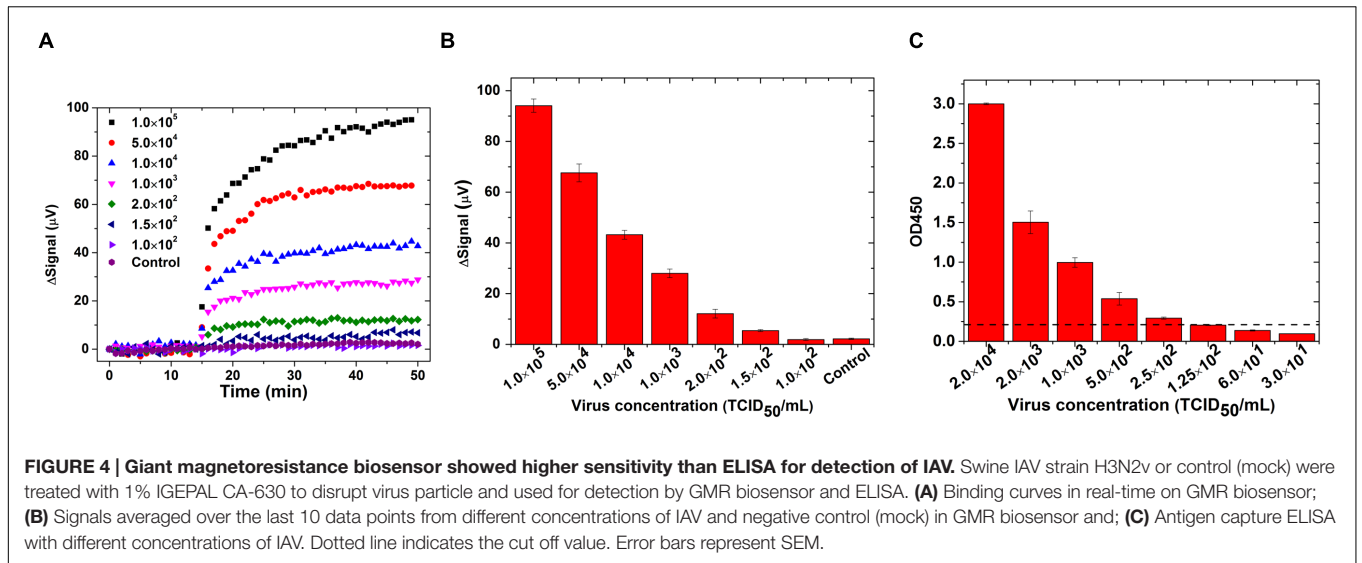 A
ΔSignal (μV)
100
80
60
40
20
0
1.0×10⁵
5.0×10⁴
1.0×10⁴
1.0×10³
2.0×10²
1.5×10²
1.0×10²
Control
0 10 20 30 40 50
Time (min)
B
ΔSignal (μV)
100
80
60
40
20
0
1.0×10⁵ 5.0×10⁴ 1.0×10⁴ 1.0×10³ 2.0×10² 1.5×10² 1.0×10² Control
Virus concentration (TCID₅₀/mL)
C
OD450
3.0
2.5
2.0
1.5
1.0
0.5
0.0
2.0×10⁴ 2.0×10³ 1.0×10³ 5.0×10² 2.5×10² 1.25×10² 6.0×10¹ 3.0×10¹
Virus concentration (TCID₅₀/mL)
FIGURE 4 | Giant magnetoresistance biosensor showed higher sensitivity than ELISA for detection of IAV. Swine IAV strain H3N2v or control (mock) were
treated with 1% IGEPAL CA-630 to disrupt virus particle and used for detection by GMR biosensor and ELISA. (A) Binding curves in real-time on GMR biosensor;
(B) Signals averaged over the last 10 data points from different concentrations of IAV and negative control (mock) in GMR biosensor and; (C) Antigen capture ELISA
with different concentrations of IAV. Dotted line indicates the cut off value. Error bars represent SEM.